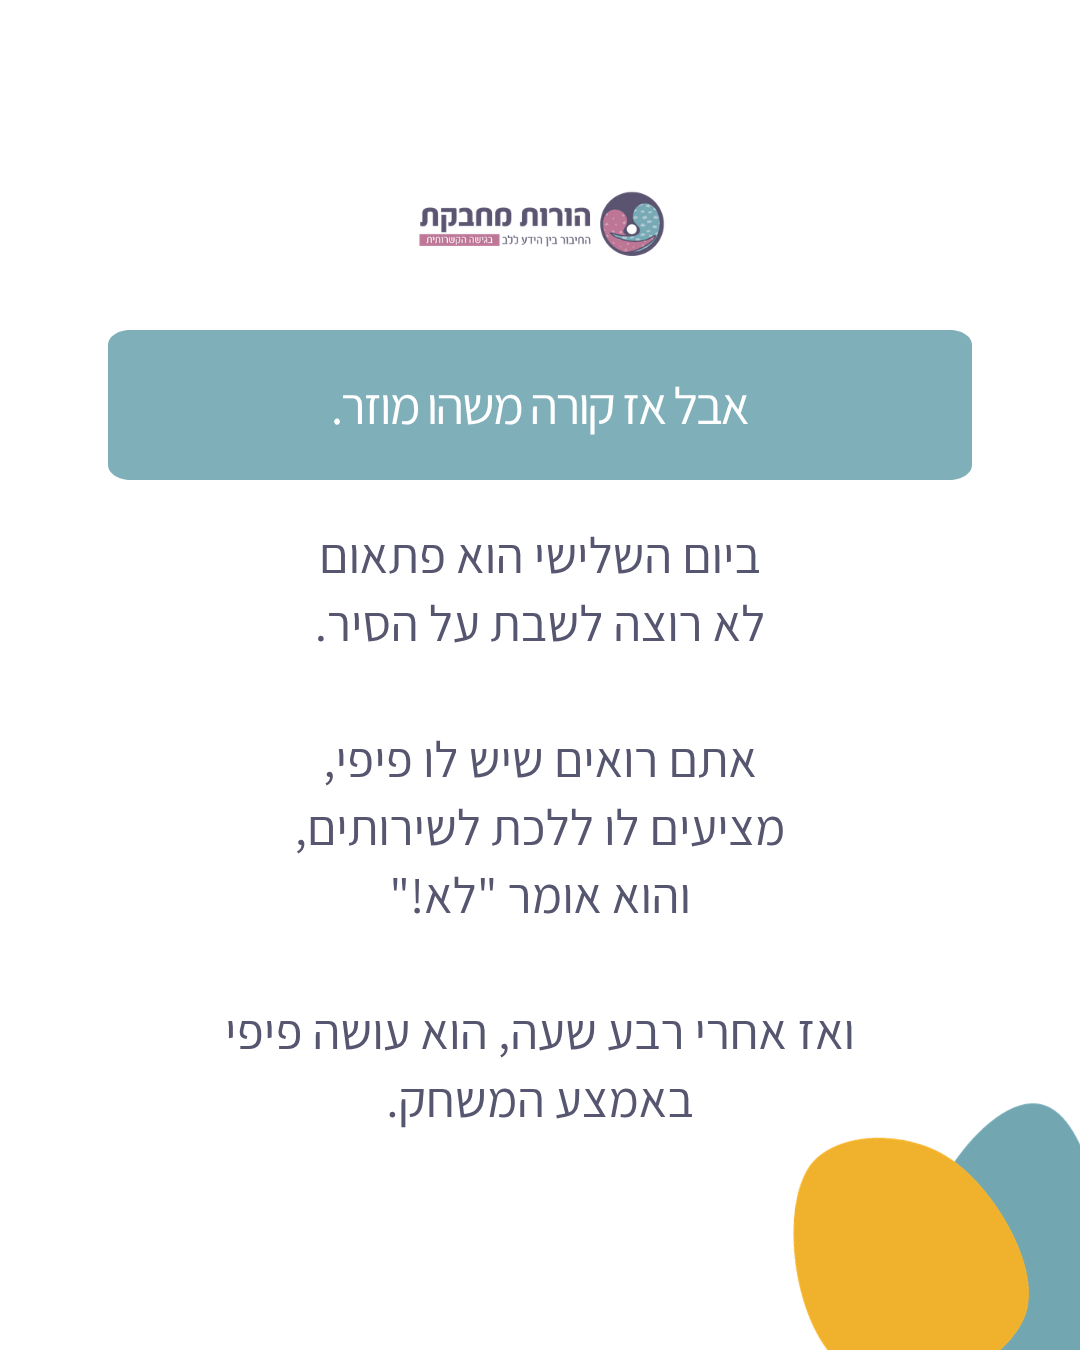 הורות מחבקת
החיבור בין הידע ללב בגישה הקשרותית
אבל אז קורה משהו מוזר.
ביום השלישי הוא פתאום
לא רוצה לשבת על הסיר.
אתם רואים שיש לו פיפי,
מציעים לו ללכת לשירותים,
והוא אומר "לא!"
ואז אחרי רבע שעה, הוא עושה פיפי
באמצע המשחק.